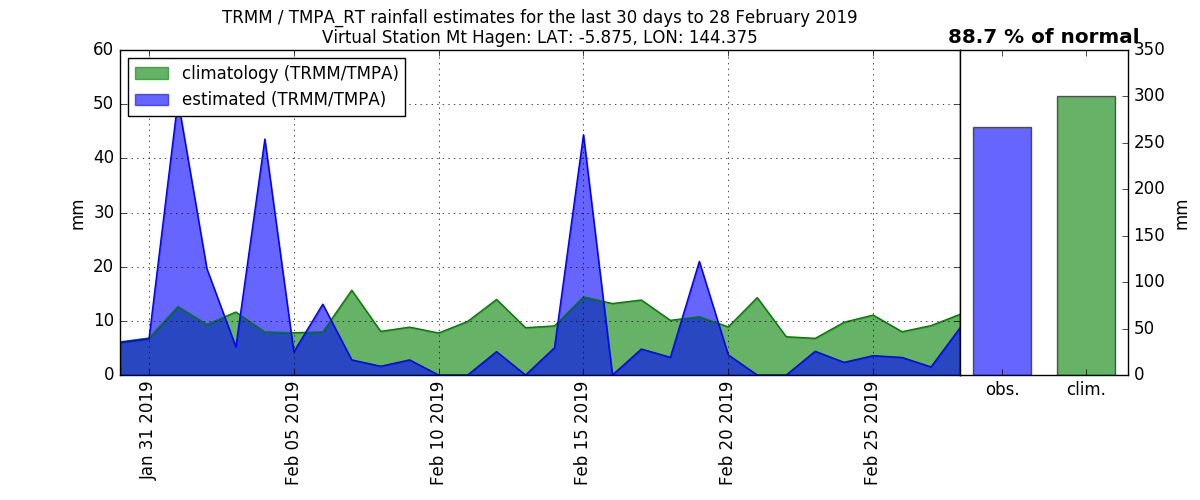 TRMM / TMPA_RT rainfall estimates for the last 30 days to 28 February 2019
Virtual Station Mt Hagen: LAT: -5.875, LON: 144.375
88.7 % of normal
climatology (TRMM/TMPA)
estimated (TRMM/TMPA)
60
50
40
30
20
10
0
mm
Jan 31 2019
Feb 05 2019
Feb 10 2019
Feb 15 2019
Feb 20 2019
Feb 25 2019
obs.
clim.
350
300
250
200
150
100
50
0
mm